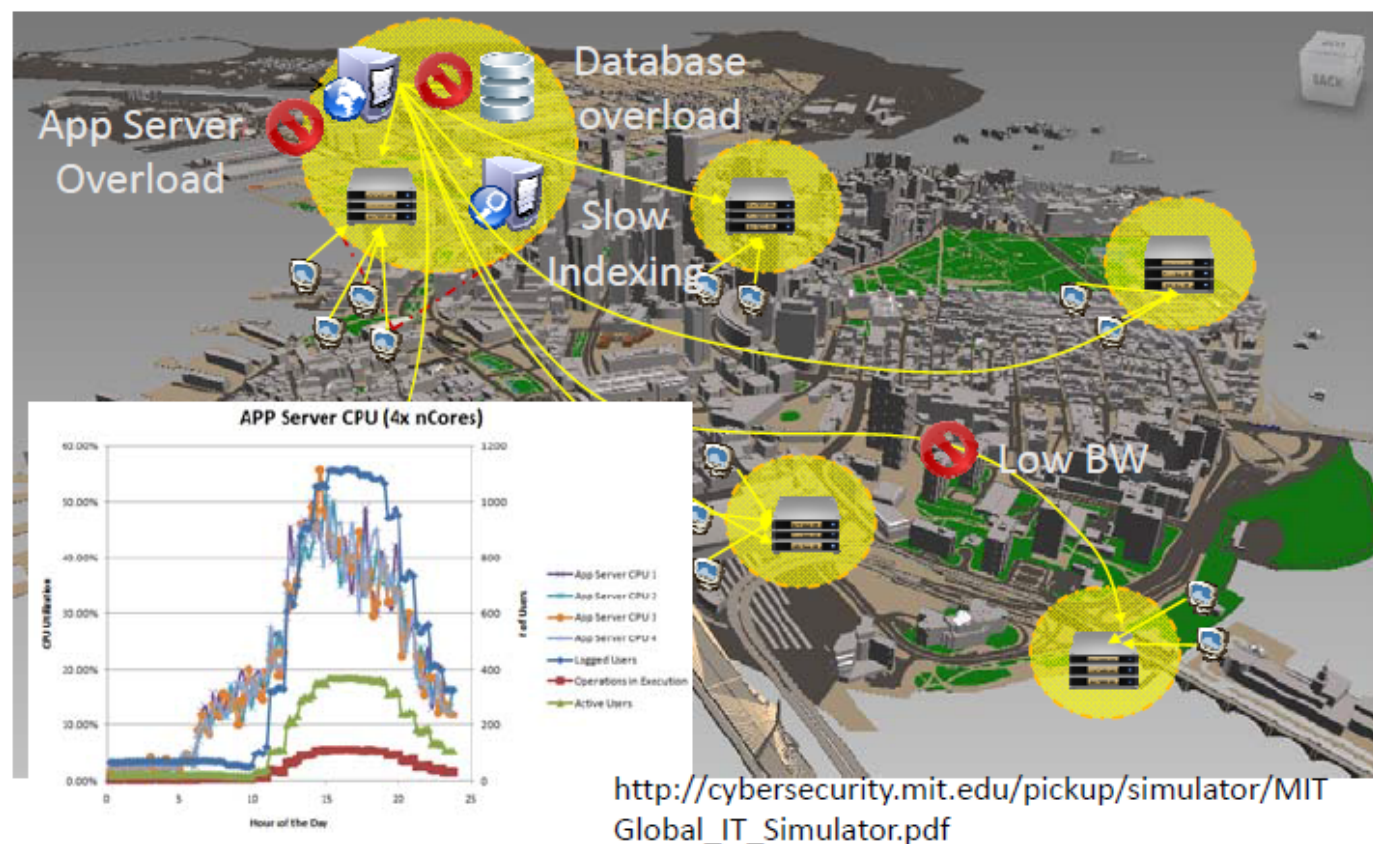 Database
overload
App Server
Overload
BACK
Slow
Indexing
Low BW
APP Server CPU (4x nCores)
60.00%
50.00%
40.00%
30.00%
20.00%
10.00%
0.00%
CPU Utilization
1200
1000
800
600
400
200
0
# of Users
0
5
10
15
20
25
Hour of the Day
App Server CPU 1
App Server CPU 2
App Server CPU 3
App Server CPU 4
Logged Users
Operations in Execution
Active Users
http://cybersecurity.mit.edu/pickup/simulator/MIT
Global_IT_Simulator.pdf